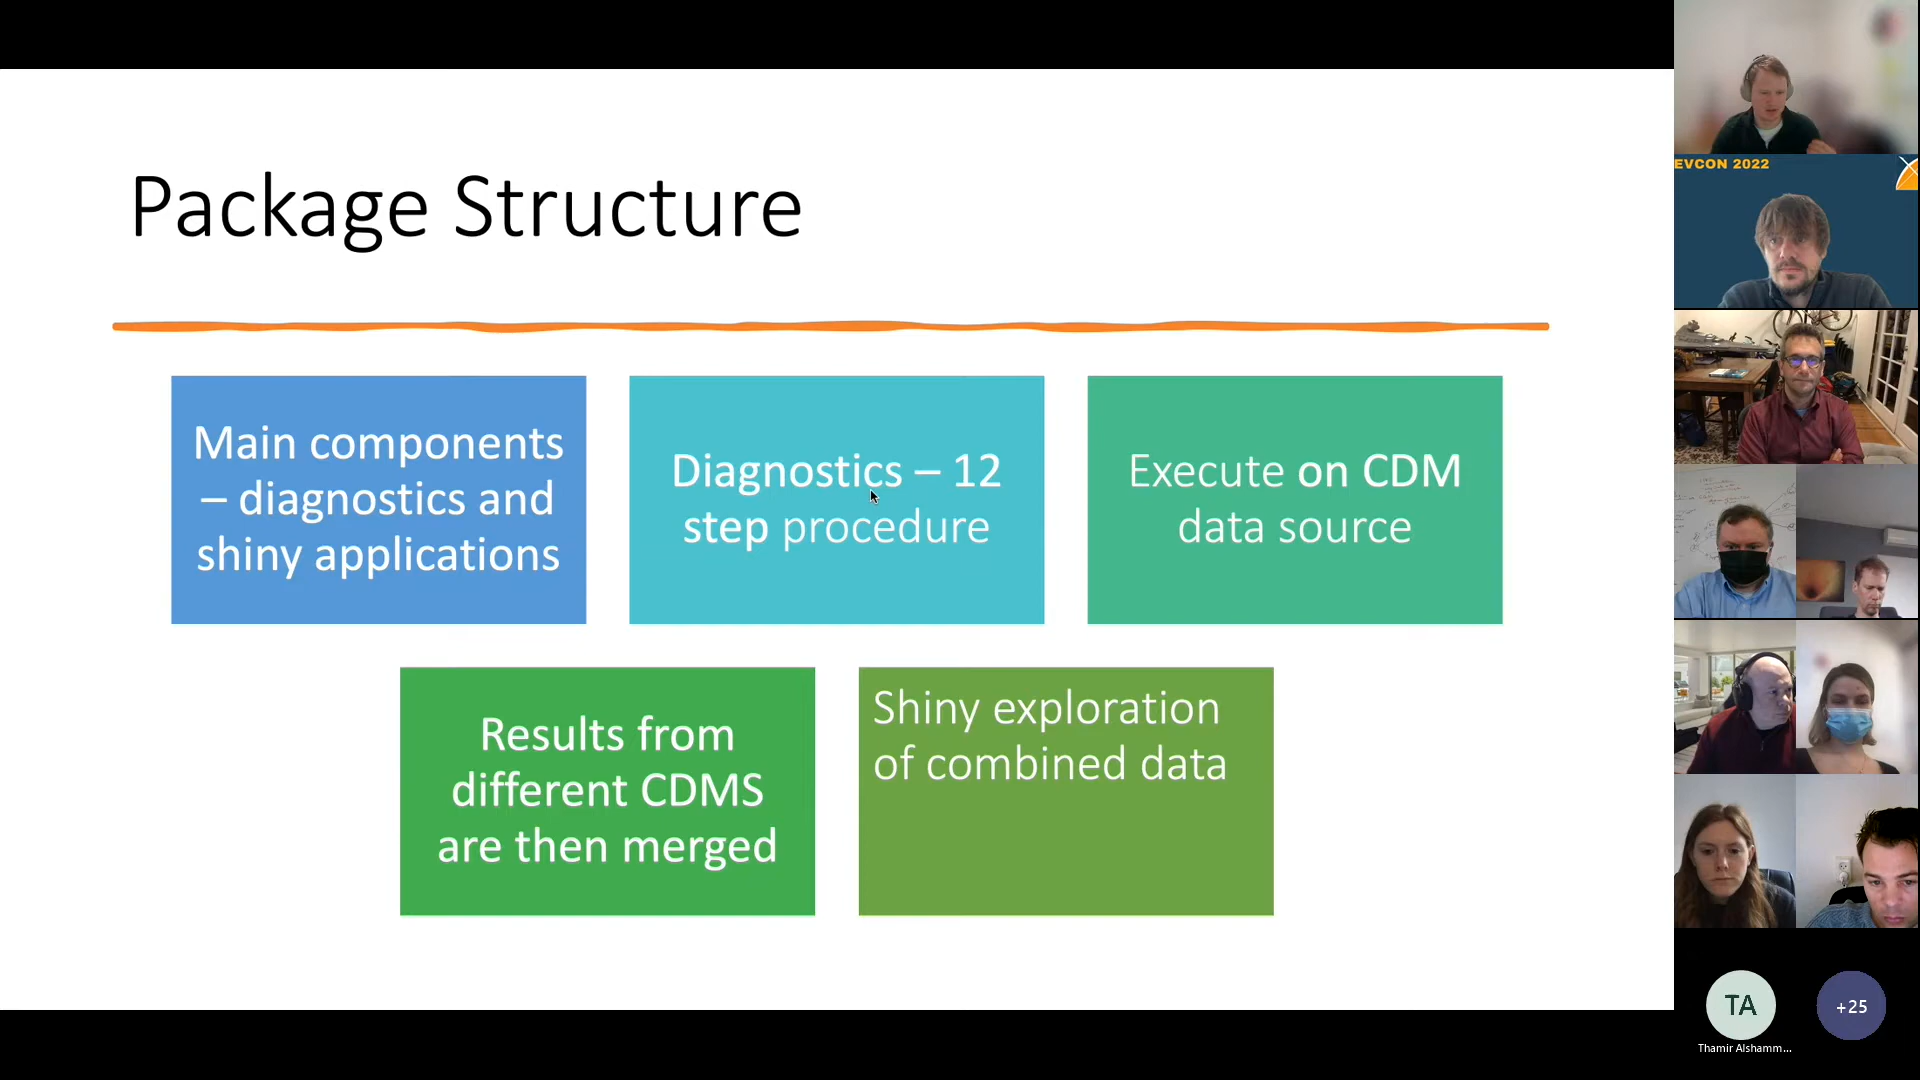 Package Structure
Main components
– diagnostics and
shiny applications
Diagnostics – 12
step procedure
Execute on CDM
data source
Results from
different CDMS
are then merged
Shiny exploration
of combined data
EVCON 2022
TA
+25
Thamir Alshamm...